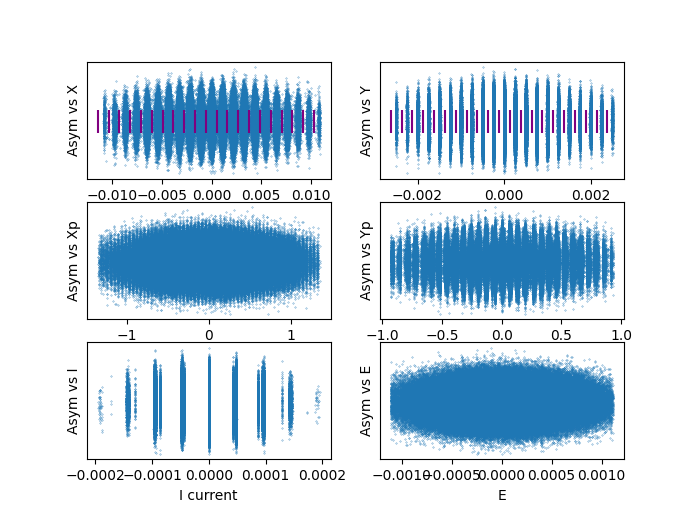 Asym vs X
−0.010 −0.005 0.000 0.005 0.010
Asym vs Y
−0.002 0.000 0.002
Asym vs Xp
−1 0 1
Asym vs Yp
−1.0 −0.5 0.0 0.5 1.0
Asym vs I
−0.0002 −0.0001 0.0000 0.0001 0.0002
I current
Asym vs E
−0.0010 −0.0005 0.0000 0.0005 0.0010
E